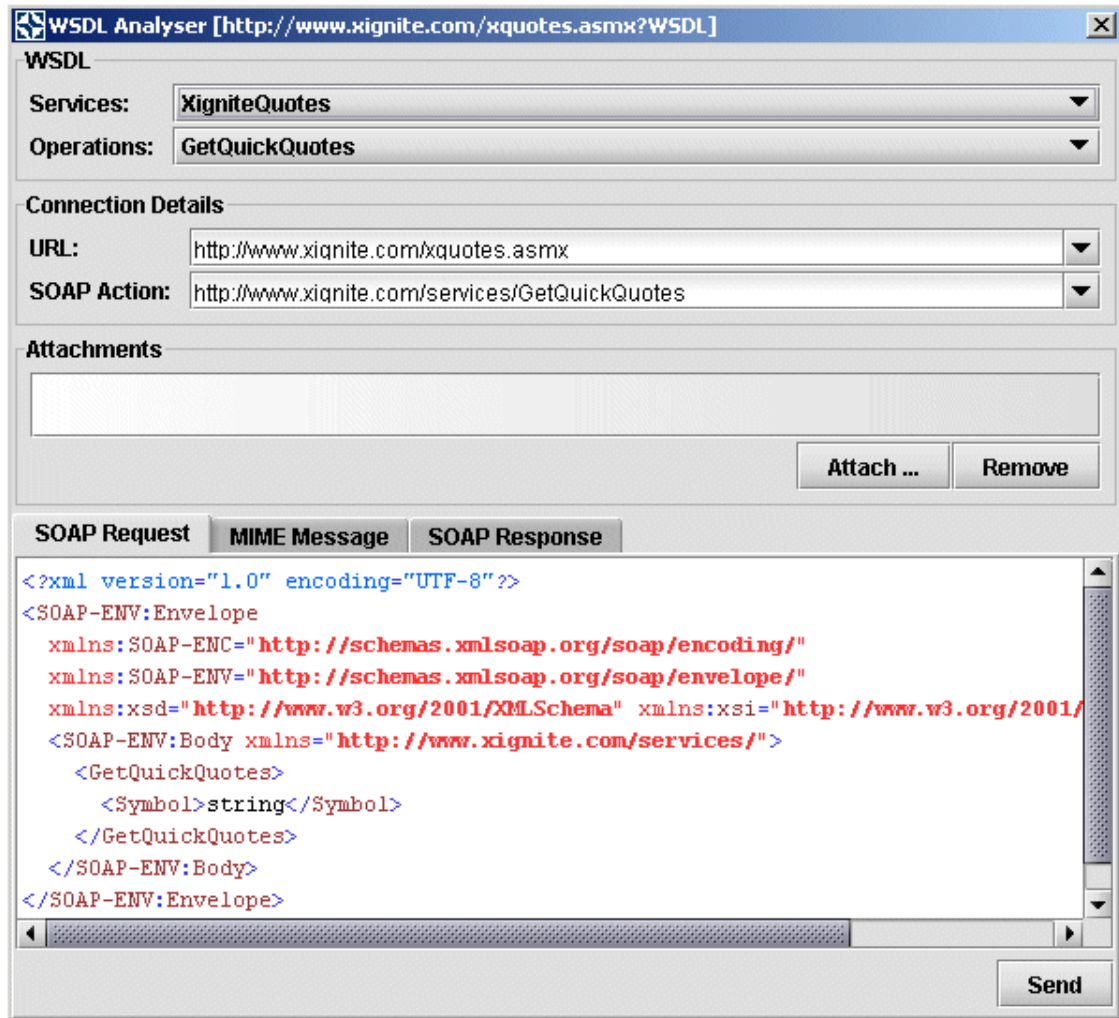 WSDL Analyser [http://www.xignite.com/xquotes.asmx?WSDL]
WSDL
Services: XigniteQuotes
Operations: GetQuickQuotes
Connection Details
URL: http://www.xignite.com/xquotes.asmx
SOAP Action: http://www.xignite.com/services/GetQuickQuotes
Attachments
Attach ... Remove
SOAP Request MIME Message SOAP Response
<?xml version="1.0" encoding="UTF-8"?>
<SOAP-ENV:Envelope
xmlns:SOAP-ENC="http://schemas.xmlsoap.org/soap/encoding/"
xmlns:SOAP-ENV="http://schemas.xmlsoap.org/soap/envelope/"
xmlns:xsd="http://www.w3.org/2001/XMLSchema" xmlns:xsi="http://www.w3.org/2001/
<SOAP-ENV:Body xmlns="http://www.xignite.com/services/">
<GetQuickQuotes>
<Symbol>string</Symbol>
</GetQuickQuotes>
</SOAP-ENV:Body>
</SOAP-ENV:Envelope>
Send